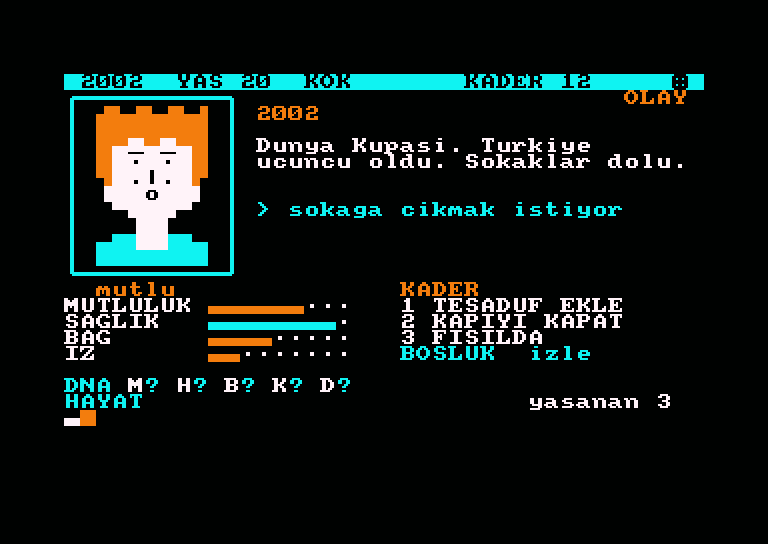 2002 YAS 20 KOK KADER 12
OLAY
2002
Dunya Kupasi. Turkiye
ucuncu oldu. Sokaklar dolu.
> sokaga cikmak istiyor
mutlu
MUTLULUK
SAGLIK
BAG
IZ
KADER
1 TESADUF EKLE
2 KAPIYI KAPAT
3 FISILDA
BOSLUK izle
DNA M? H? B? K? D?
HAYAT
yasanan 3